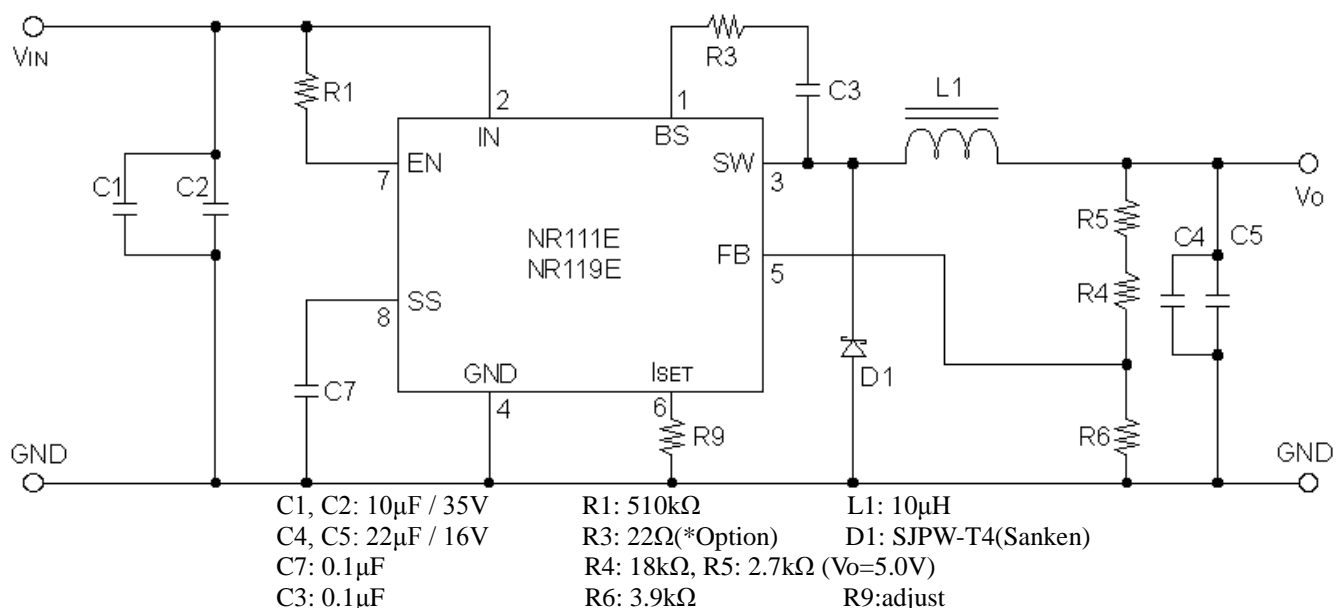 VIN
R1
C1
C2
2
IN
EN
7
1
BS
R3
C3
L1
SW
3
Vo
NR111E
NR119E
FB
5
R5
R4
C4
C5
SS
8
C7
GND
4
ISET
6
R9
D1
R6
GND
GND
C1, C2: 10μF / 35V R1: 510kΩ L1: 10μH
C4, C5: 22μF / 16V R3: 22Ω(*Option) D1: SJPW-T4(Sanken)
C7: 0.1μF R4: 18kΩ, R5: 2.7kΩ (Vo=5.0V)
C3: 0.1μF R6: 3.9kΩ R9:adjust